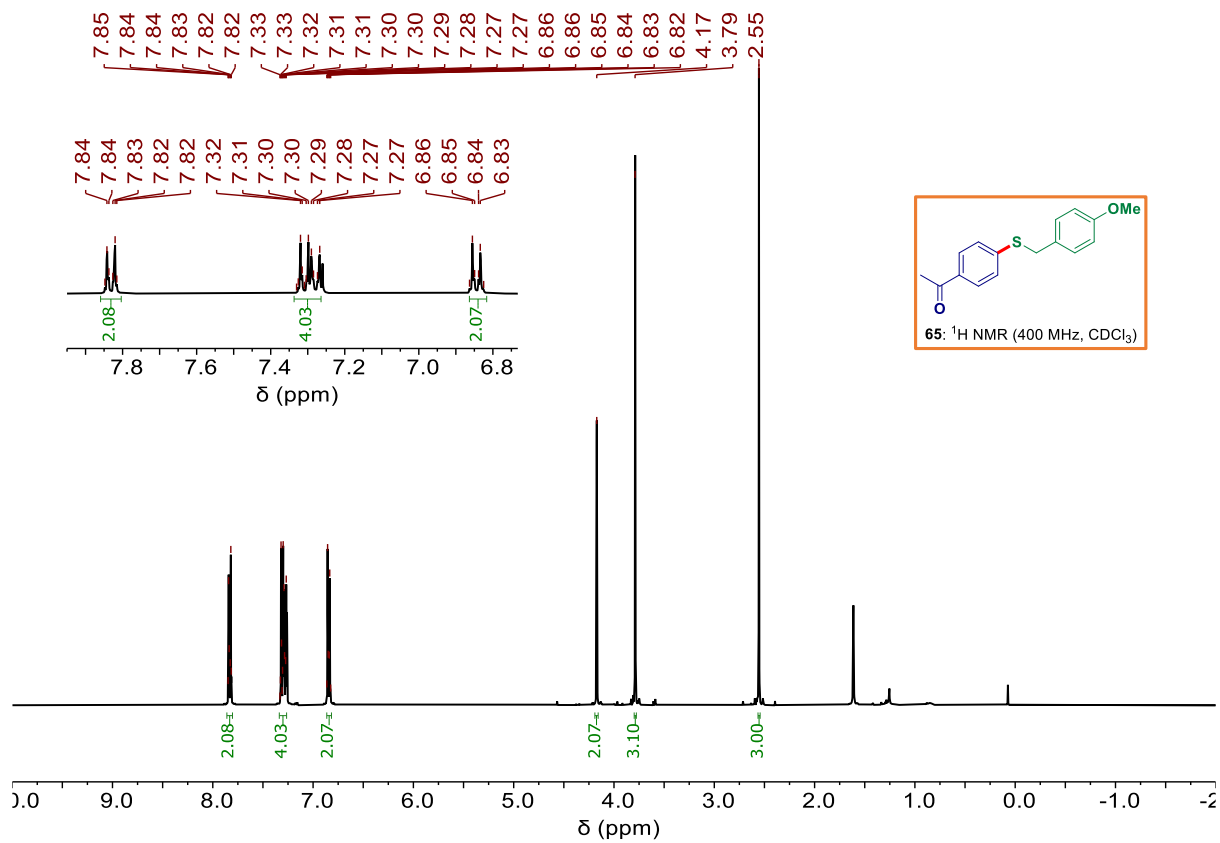 7.85 7.84 7.84 7.83 7.82 7.82 7.33 7.33 7.32 7.31 7.31 7.30 7.30 7.29 7.28 7.27 7.27 6.86 6.86 6.85 6.84 6.83 6.82 4.17 3.79 2.55
7.84 7.84 7.83 7.82 7.82 7.32 7.31 7.30 7.30 7.29 7.28 7.27 7.27 6.86 6.85 6.84 6.83
2.08 4.03 2.07
7.8 7.6 7.4 7.2 7.0 6.8
δ (ppm)
OMe
S
O
65: ¹H NMR (400 MHz, CDCl₃)
2.08 4.03 2.07 2.07 3.10 3.00
0.0 9.0 8.0 7.0 6.0 5.0 4.0 3.0 2.0 1.0 0.0 -1.0 -2
δ (ppm)